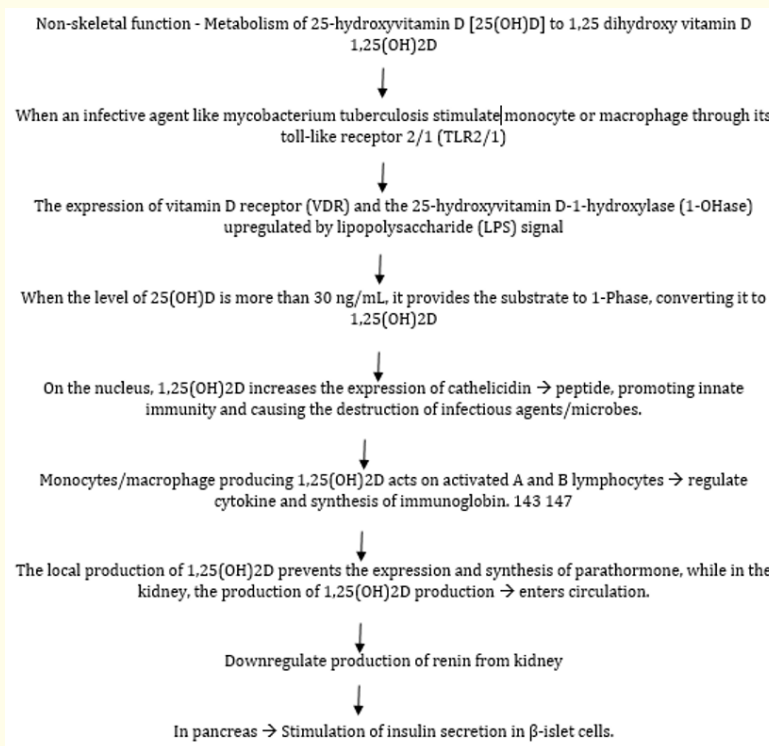 Non-skeletal function - Metabolism of 25-hydroxyvitamin D [25(OH)D] to 1,25 dihydroxy vitamin D
1,25(OH)2D
When an infective agent like mycobacterium tuberculosis stimulate monocyte or macrophage through its
toll-like receptor 2/1 (TLR2/1)
The expression of vitamin D receptor (VDR) and the 25-hydroxyvitamin D-1-hydroxylase (1-OHase)
upregulated by lipopolysaccharide (LPS) signal
When the level of 25(OH)D is more than 30 ng/mL, it provides the substrate to 1-Phase, converting it to
1,25(OH)2D
On the nucleus, 1,25(OH)2D increases the expression of cathelicidin → peptide, promoting innate
immunity and causing the destruction of infectious agents/microbes.
Monocytes/macrophage producing 1,25(OH)2D acts on activated A and B lymphocytes → regulate
cytokine and synthesis of immunoglobin. 143 147
The local production of 1,25(OH)2D prevents the expression and synthesis of parathormone, while in the
kidney, the production of 1,25(OH)2D production → enters circulation.
Downregulate production of renin from kidney
In pancreas → Stimulation of insulin secretion in β-islet cells.